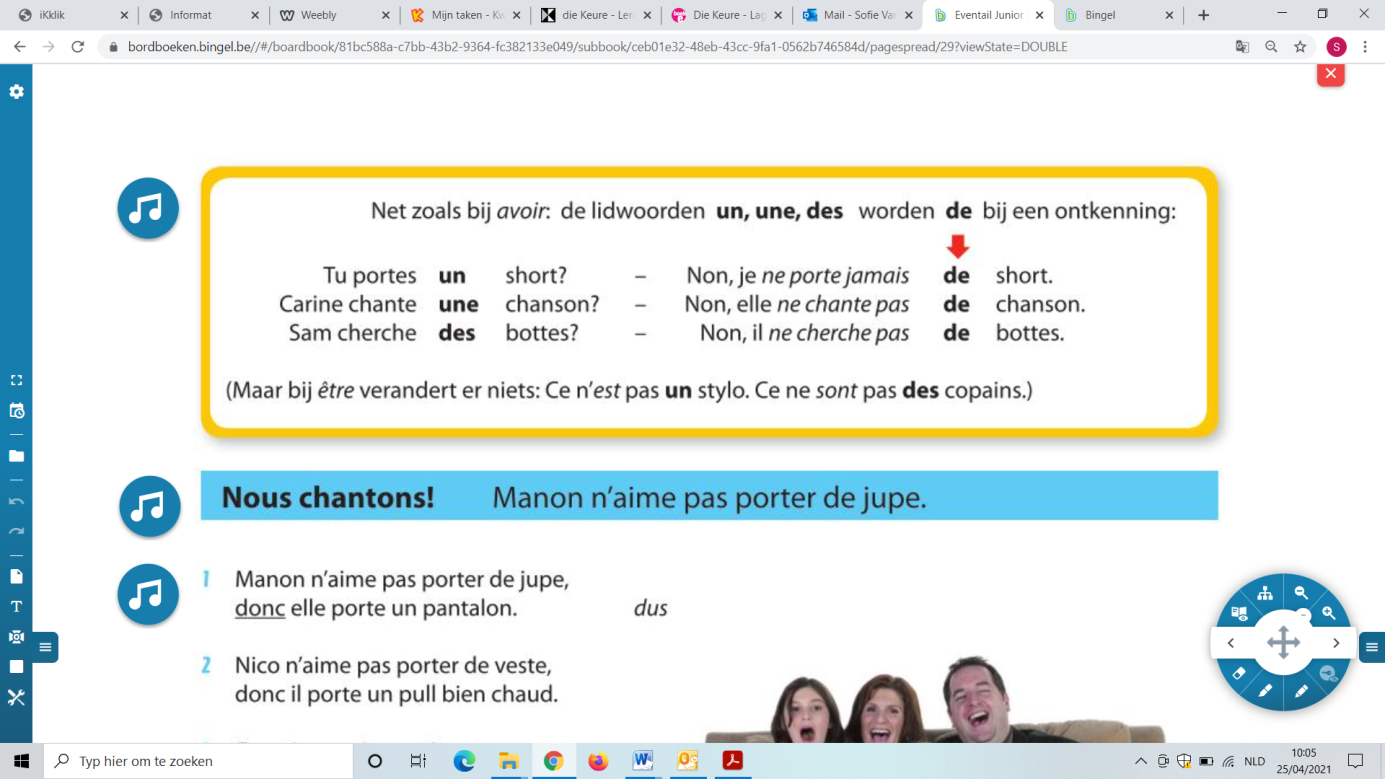 iKklik
Informat
Weebly
Mijn taken - Kw
die Keure - Lera
Die Keure - Lag
Mail - Sofie Van
Eventail Junior
Bingel
bordboeken.bingel.be//#/boardbook/81bc588a-c7bb-43b2-9364-fc382133e049/subbook/ceb01e32-48eb-43cc-9fa1-0562b746584d/pagespread/29?viewState=DOUBLE
S
Net zoals bij avoir: de lidwoorden un, une, des worden de bij een ontkenning:
Tu portes un short? – Non, je ne porte jamais de short.
Carine chante une chanson? – Non, elle ne chante pas de chanson.
Sam cherche des bottes? – Non, il ne cherche pas de bottes.
(Maar bij être verandert er niets: Ce n'est pas un stylo. Ce ne sont pas des copains.)
Nous chantons! Manon n'aime pas porter de jupe.
1 Manon n'aime pas porter de jupe,
donc elle porte un pantalon. dus
2 Nico n'aime pas porter de veste,
donc il porte un pull bien chaud.
T
Typ hier om te zoeken
NLD
10:05
25/04/2021